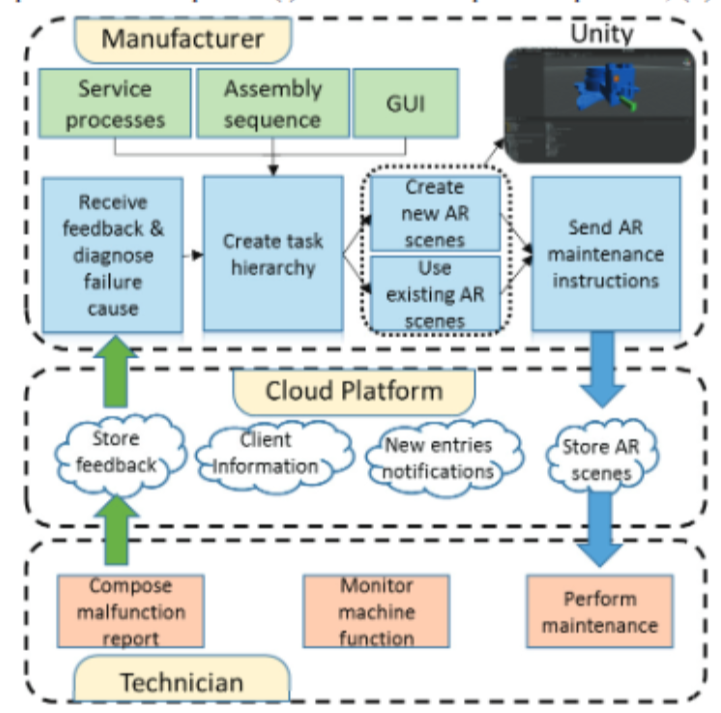 Manufacturer
Unity
Service
processes
Assembly
sequence
GUI
Receive
feedback &
diagnose
failure
cause
Create task
hierarchy
Create
new AR
scenes
Use
existing AR
scenes
Send AR
maintenance
instructions
Cloud Platform
Store
feedback
Client
Information
New entries
notifications
Store AR
scenes
Compose
malfunction
report
Monitor
machine
function
Perform
maintenance
Technician